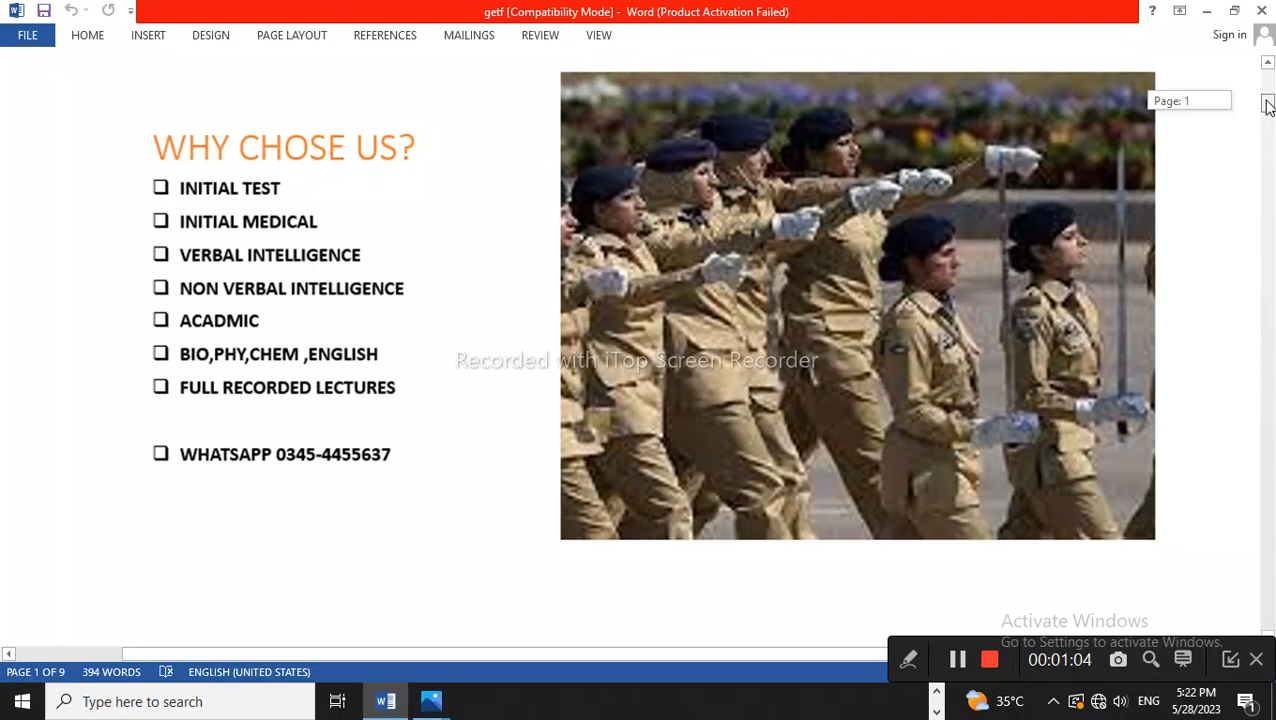 getf [Compatibility Mode] - Word (Product Activation Failed)
FILE HOME INSERT DESIGN PAGE LAYOUT REFERENCES MAILINGS REVIEW VIEW Sign in
Page: 1
WHY CHOSE US?
INITIAL TEST
INITIAL MEDICAL
VERBAL INTELLIGENCE
NON VERBAL INTELLIGENCE
ACADMIC
BIO,PHY,CHEM ,ENGLISH
FULL RECORDED LECTURES
WHATSAPP 0345-4455637
Recorded with iTop Screen Recorder
Activate Windows
Go to Settings to activate Windows.
00:01:04
PAGE 1 OF 9 394 WORDS ENGLISH (UNITED STATES)
Type here to search
35°C ENG 5:22 PM
5/28/2023
1